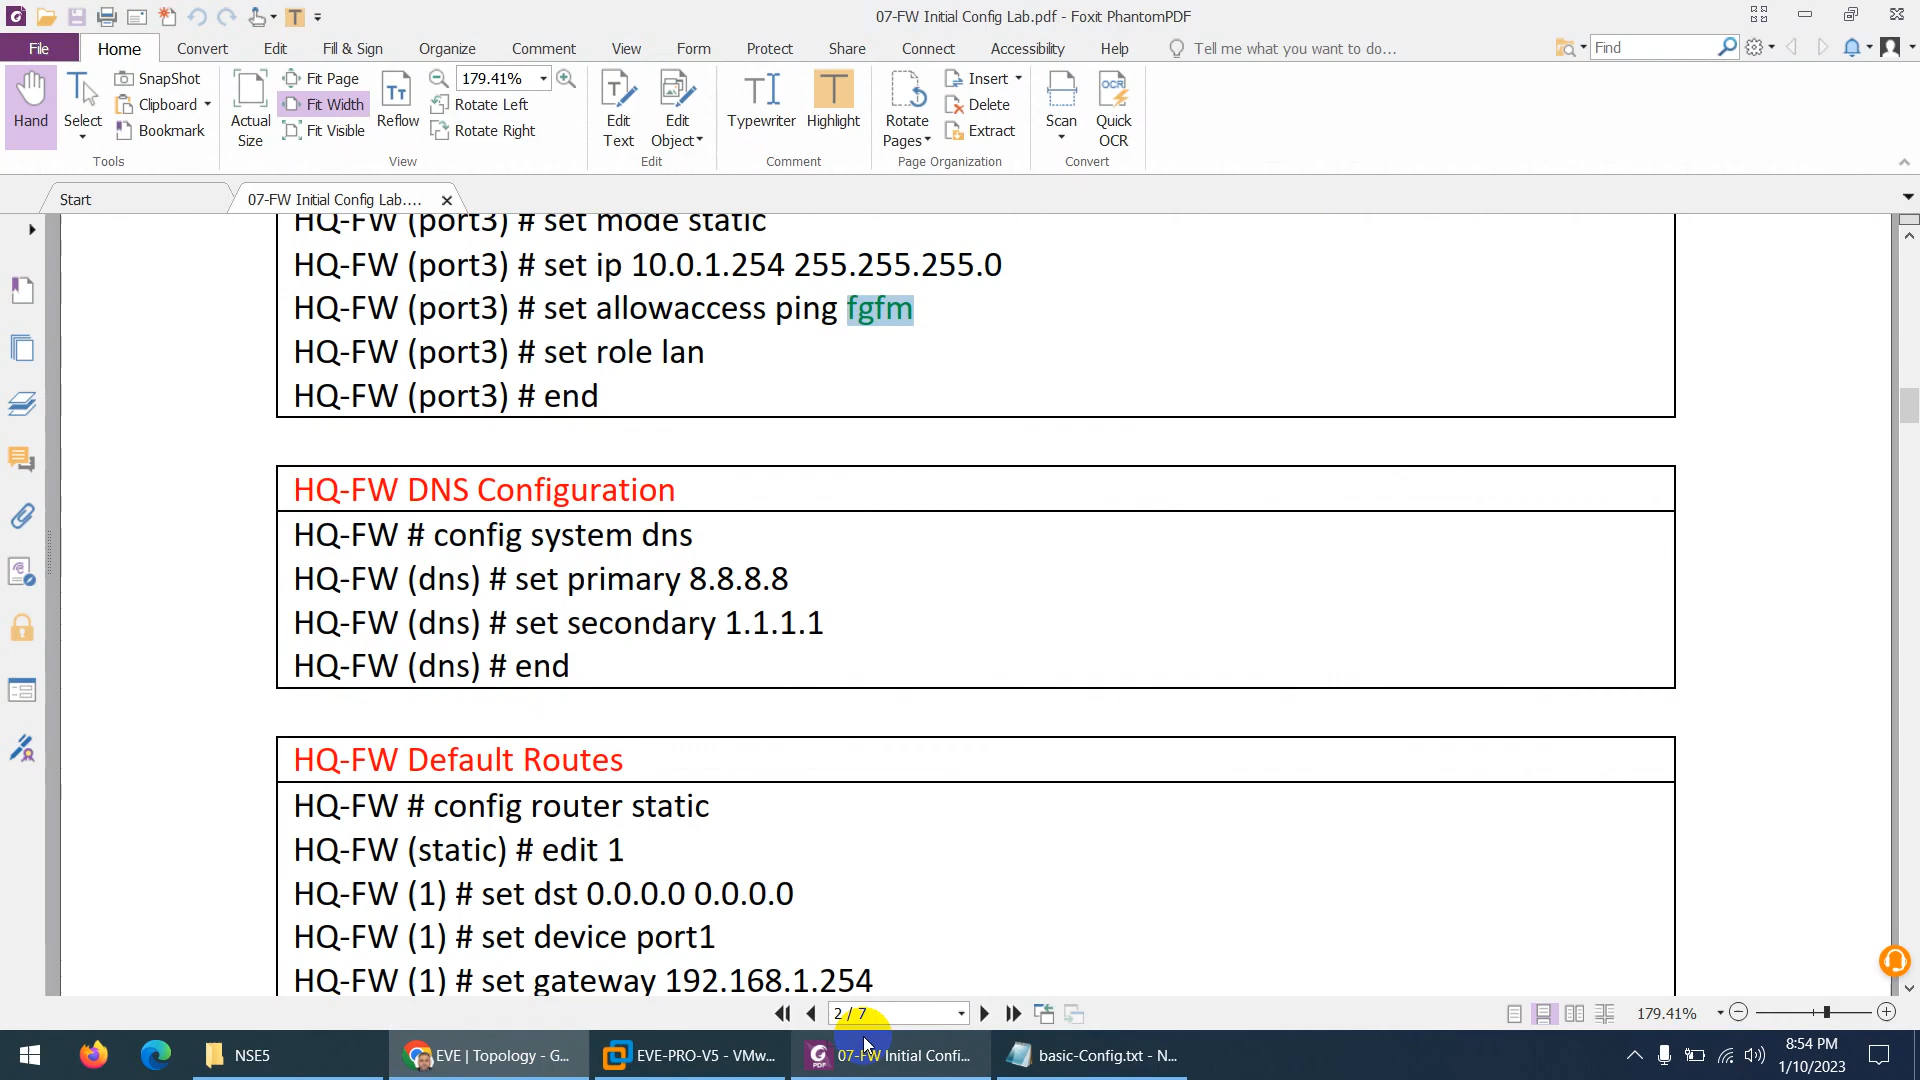 07-FW Initial Config Lab.pdf - Foxit PhantomPDF
File Home Convert Edit Fill & Sign Organize Comment View Form Protect Share Connect Accessibility Help Tell me what you want to do... Find
Hand
Select
SnapShot
Clipboard
Bookmark
Tools
Actual Size
Fit Page
Fit Width
Fit Visible
Reflow
179.41%
Rotate Left
Rotate Right
View
Edit Text
Edit Object
Edit
Typewriter
Highlight
Comment
Rotate Pages
Insert
Delete
Extract
Page Organization
Scan
Quick OCR
Convert
Start
07-FW Initial Config Lab....
HQ-FW (port3) # set mode static
HQ-FW (port3) # set ip 10.0.1.254 255.255.255.0
HQ-FW (port3) # set allowaccess ping fgfm
HQ-FW (port3) # set role lan
HQ-FW (port3) # end
HQ-FW DNS Configuration
HQ-FW # config system dns
HQ-FW (dns) # set primary 8.8.8.8
HQ-FW (dns) # set secondary 1.1.1.1
HQ-FW (dns) # end
HQ-FW Default Routes
HQ-FW # config router static
HQ-FW (static) # edit 1
HQ-FW (1) # set dst 0.0.0.0 0.0.0.0
HQ-FW (1) # set device port1
HQ-FW (1) # set gateway 192.168.1.254
2 / 7
179.41%
NSE5
EVE | Topology - G...
EVE-PRO-V5 - VMw...
07-FW Initial Confi...
basic-Config.txt - N...
8:54 PM
1/10/2023